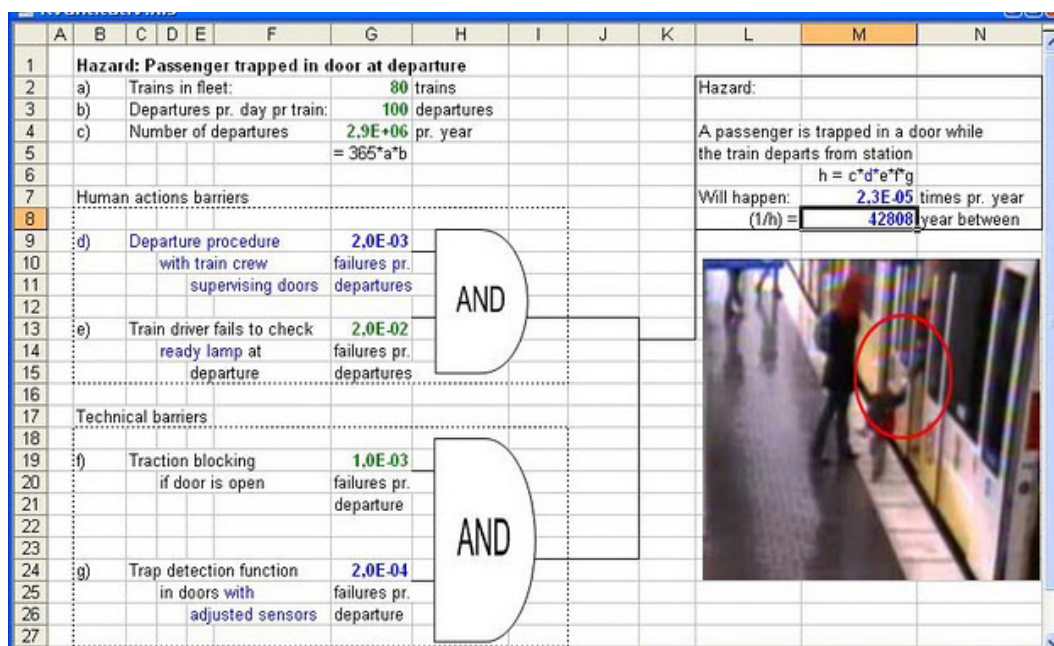 A B C D E F G H I J K L M N
1 Hazard: Passenger trapped in door at departure
2 a) Trains in fleet: 80 trains Hazard:
3 b) Departures pr. day pr train: 100 departures
4 c) Number of departures 2,9E+06 pr. year A passenger is trapped in a door while
5 = 365*a*b the train departs from station
6 h = c*d*e*f*g
7 Human actions barriers Will happen: 2,3E-05 times pr. year
8 (1/h) = 42808 year between
9 d) Departure procedure 2,0E-03
10 with train crew failures pr.
11 supervising doors departures
12 AND
13 e) Train driver fails to check 2,0E-02
14 ready lamp at failures pr.
15 departure departures
16
17 Technical barriers
18
19 f) Traction blocking 1,0E-03
20 if door is open failures pr.
21 departure
22
23 AND
24 g) Trap detection function 2,0E-04
25 in doors with failures pr.
26 adjusted sensors departure
27